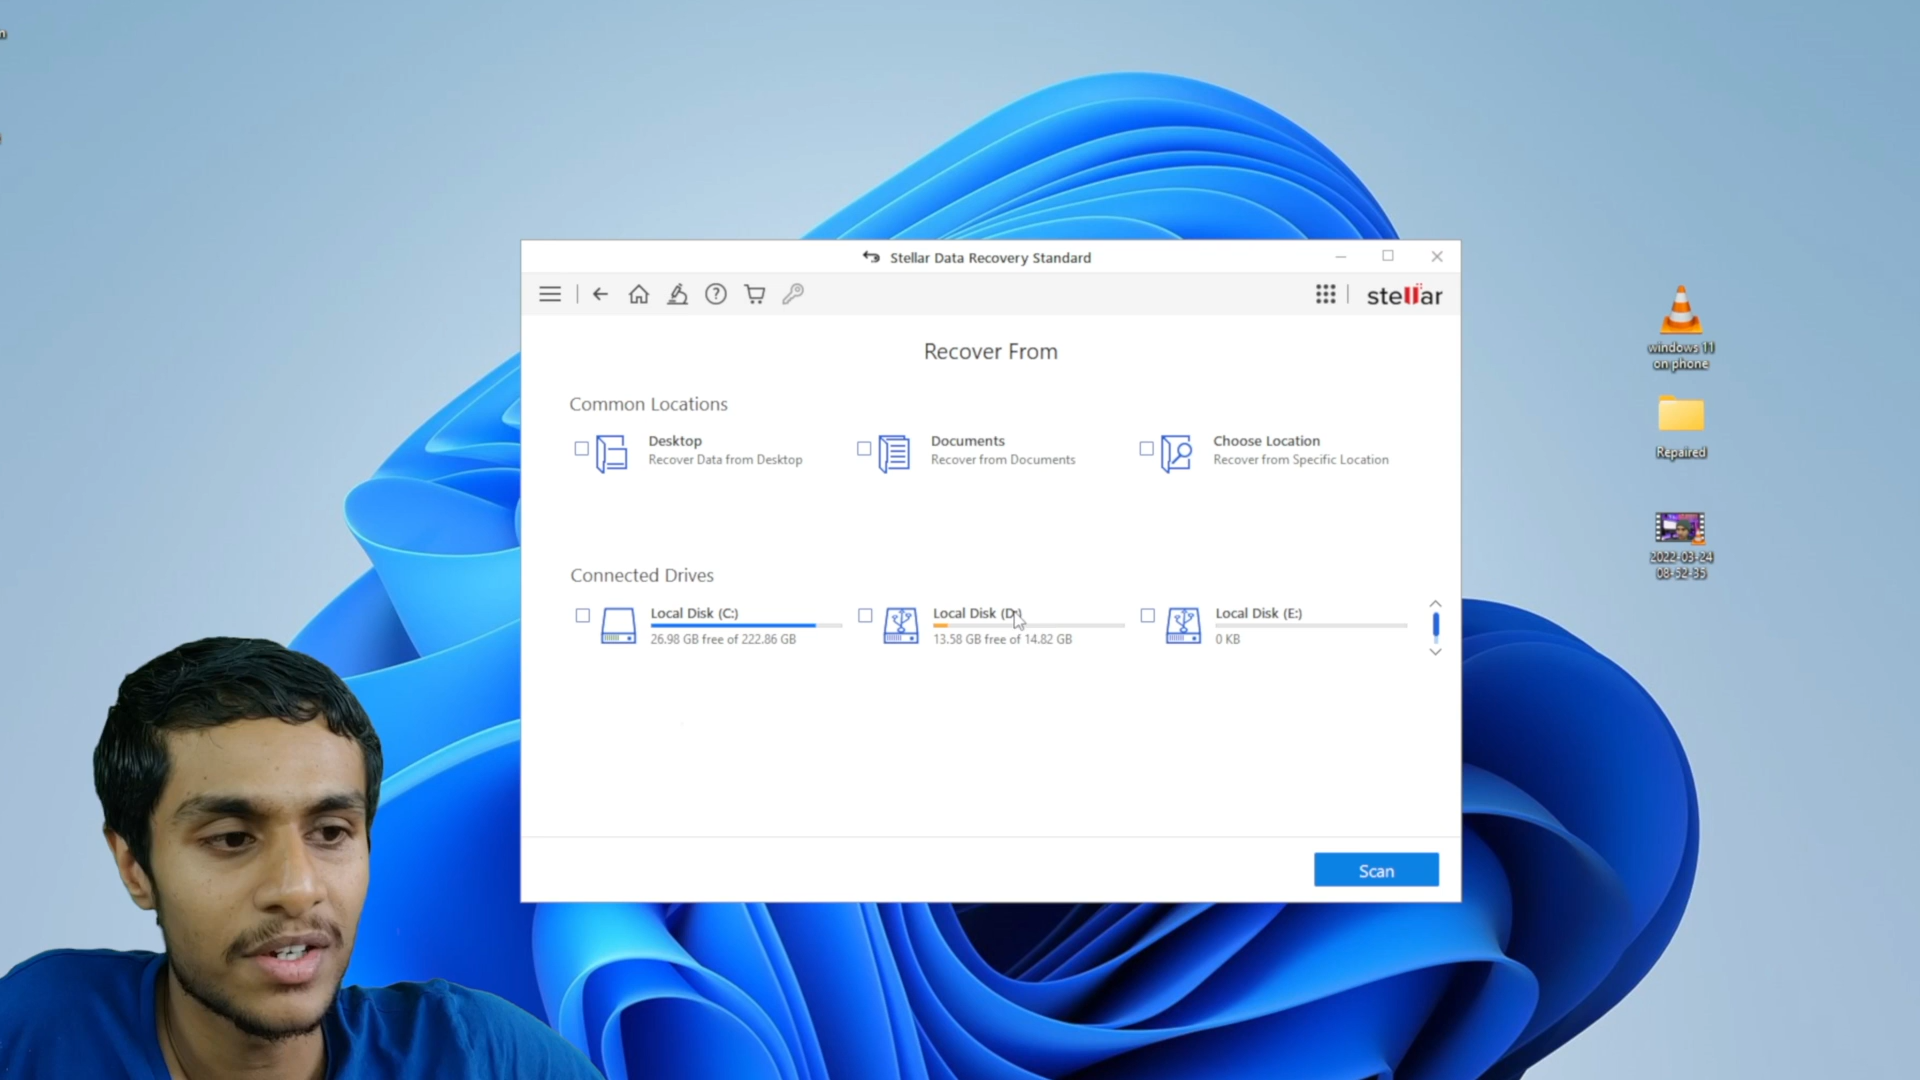 Stellar Data Recovery Standard
stellar
Recover From
Common Locations
Desktop
Recover Data from Desktop
Documents
Recover from Documents
Choose Location
Recover from Specific Location
Connected Drives
Local Disk (C:)
26.98 GB free of 222.86 GB
Local Disk (D:)
13.58 GB free of 14.82 GB
Local Disk (E:)
0 KB
Scan
windows 11
on phone
Repaired
2022-03-24
08-52-35